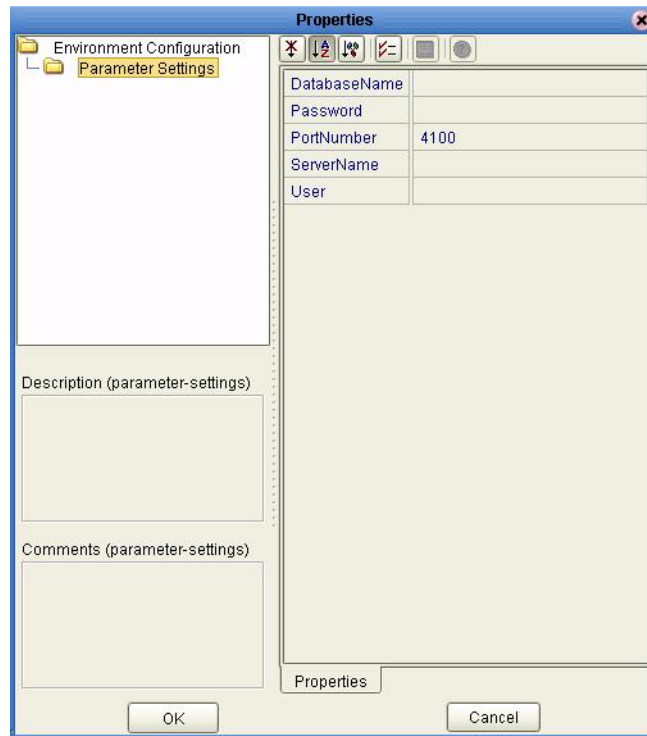 Properties
Environment Configuration
Parameter Settings
DatabaseName
Password
PortNumber 4100
ServerName
User
Description (parameter-settings)
Comments (parameter-settings)
Properties
OK
Cancel